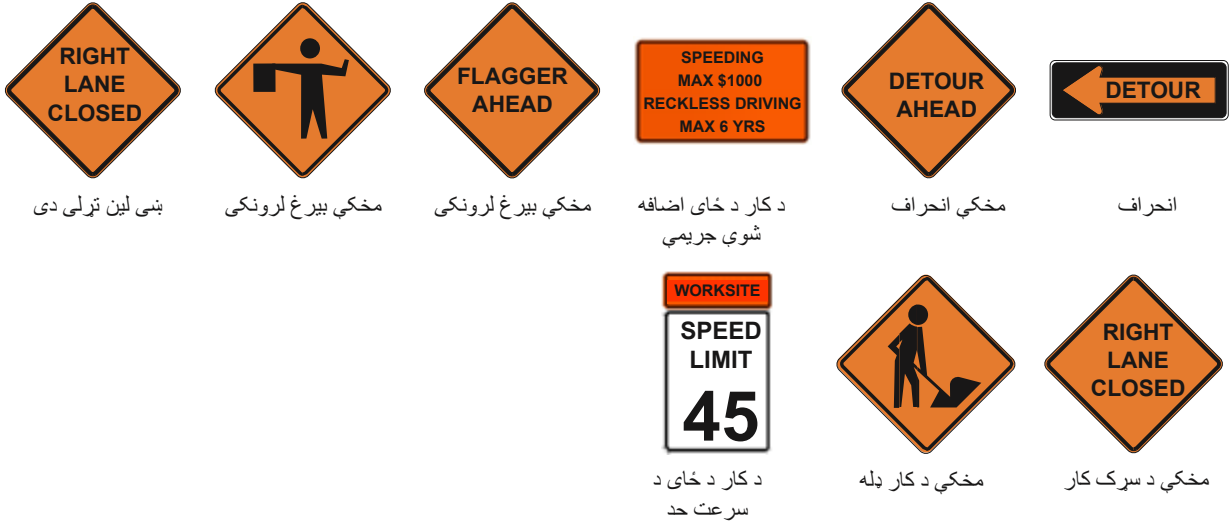 RIGHT
LANE
CLOSED
FLAGGER
AHEAD
SPEEDING
MAX $1000
RECKLESS DRIVING
MAX 6 YRS
DETOUR
AHEAD
DETOUR
ښی لین تړلی دی
مخکې بیرغ لرونکی
مخکې بیرغ لرونکی
د کار د ځای اضافه
شوې جریمې
مخکې انحراف
انحراف
WORKSITE
SPEED
LIMIT
45
RIGHT
LANE
CLOSED
د کار د ځای د
سرعت حد
مخکې د کار ډله
مخکې د سړک کار